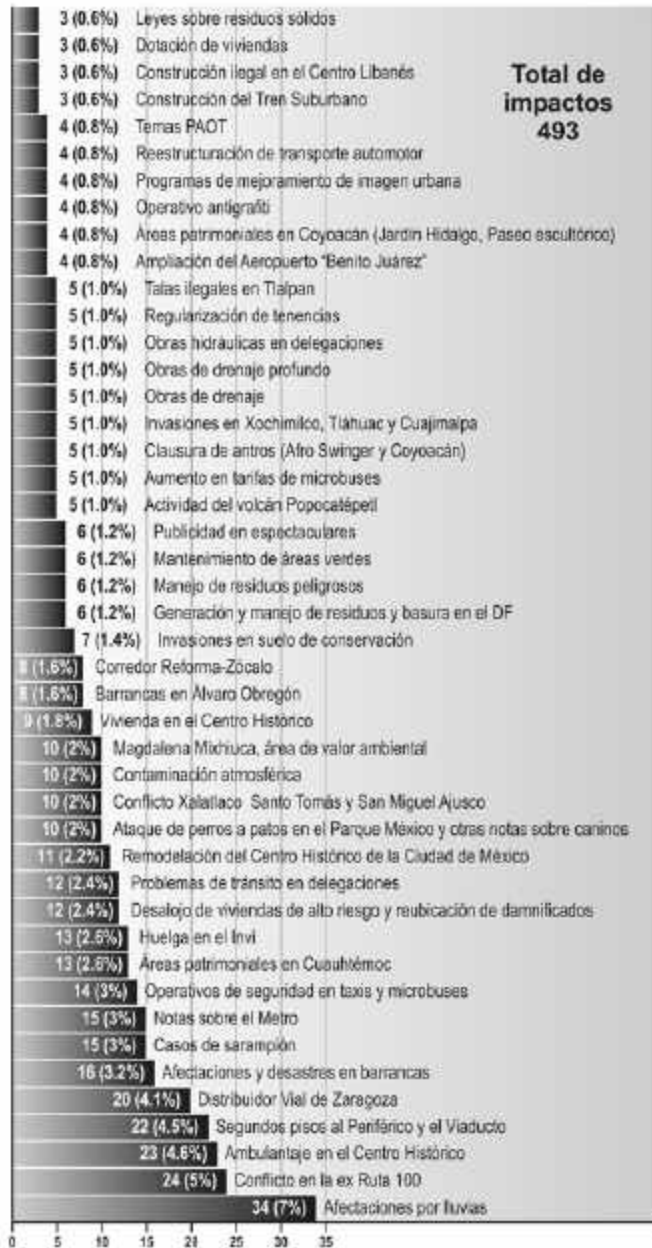 3 (0.6%) Leyes sobre residuos sólidos
3 (0.6%) Dotación de viviendas
3 (0.6%) Construcción ilegal en el Centro Libanés
3 (0.6%) Construcción del Tren Suburbano
Total de
impactos
493
4 (0.8%) Temas PAOT
4 (0.8%) Reestructuración de transporte automotor
4 (0.8%) Programas de mejoramiento de imagen urbana
4 (0.8%) Operativo antigrafiti
4 (0.8%) Áreas patrimoniales en Coyoacán (Jardín Hidalgo, Paseo escultórico)
4 (0.8%) Ampliación del Aeropuerto "Benito Juárez"
5 (1.0%) Talas ilegales en Tlalpan
5 (1.0%) Regularización de tenencias
5 (1.0%) Obras hidráulicas en delegaciones
5 (1.0%) Obras de drenaje profundo
5 (1.0%) Obras de drenaje
5 (1.0%) Invasiones en Xochimilco, Tláhuac y Cuajimalpa
5 (1.0%) Clausura de antros (Afro Swinger y Coyoacán)
5 (1.0%) Aumento en tarifas de microbuses
5 (1.0%) Actividad del volcán Popocatépetl
6 (1.2%) Publicidad en espectaculares
6 (1.2%) Mantenimiento de áreas verdes
6 (1.2%) Manejo de residuos peligrosos
6 (1.2%) Generación y manejo de residuos y basura en el DF
7 (1.4%) Invasiones en suelo de conservación
8 (1.6%) Corredor Reforma-Zócalo
8 (1.6%) Barrancas en Álvaro Obregón
9 (1.8%) Vivienda en el Centro Histórico
10 (2%) Magdalena Mixhiuca, área de valor ambiental
10 (2%) Contaminación atmosférica
10 (2%) Conflicto Xalatlaco Santo Tomás y San Miguel Ajusco
10 (2%) Ataque de perros a patos en el Parque México y otras notas sobre caninos
11 (2.2%) Remodelación del Centro Histórico de la Ciudad de México
12 (2.4%) Problemas de tránsito en delegaciones
12 (2.4%) Desalojo de viviendas de alto riesgo y reubicación de damnificados
13 (2.6%) Huelga en el Invi
13 (2.6%) Áreas patrimoniales en Cuauhtémoc
14 (3%) Operativos de seguridad en taxis y microbuses
15 (3%) Notas sobre el Metro
15 (3%) Casos de sarampión
16 (3.2%) Afectaciones y desastres en barrancas
20 (4.1%) Distribuidor Vial de Zaragoza
22 (4.5%) Segundos pisos al Periférico y el Viaducto
23 (4.6%) Ambulantaje en el Centro Histórico
24 (5%) Conflicto en la ex Ruta 100
34 (7%) Afectaciones por lluvias
0 5 10 15 20 25 30 35